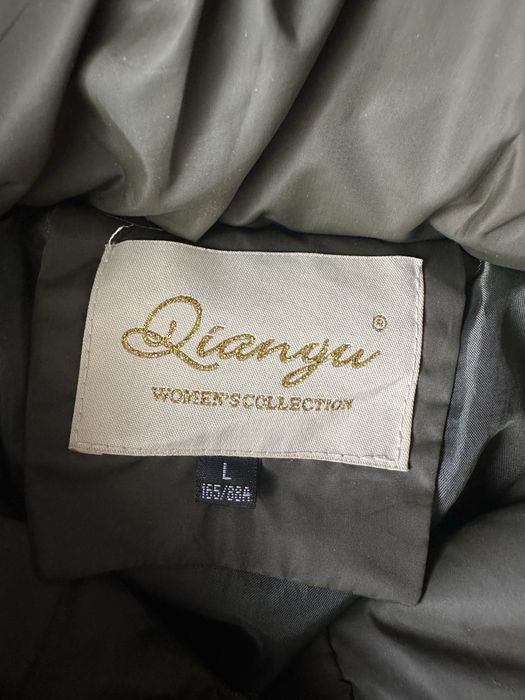 Qianyu ®
WOMEN'S COLLECTION
L
165/88A